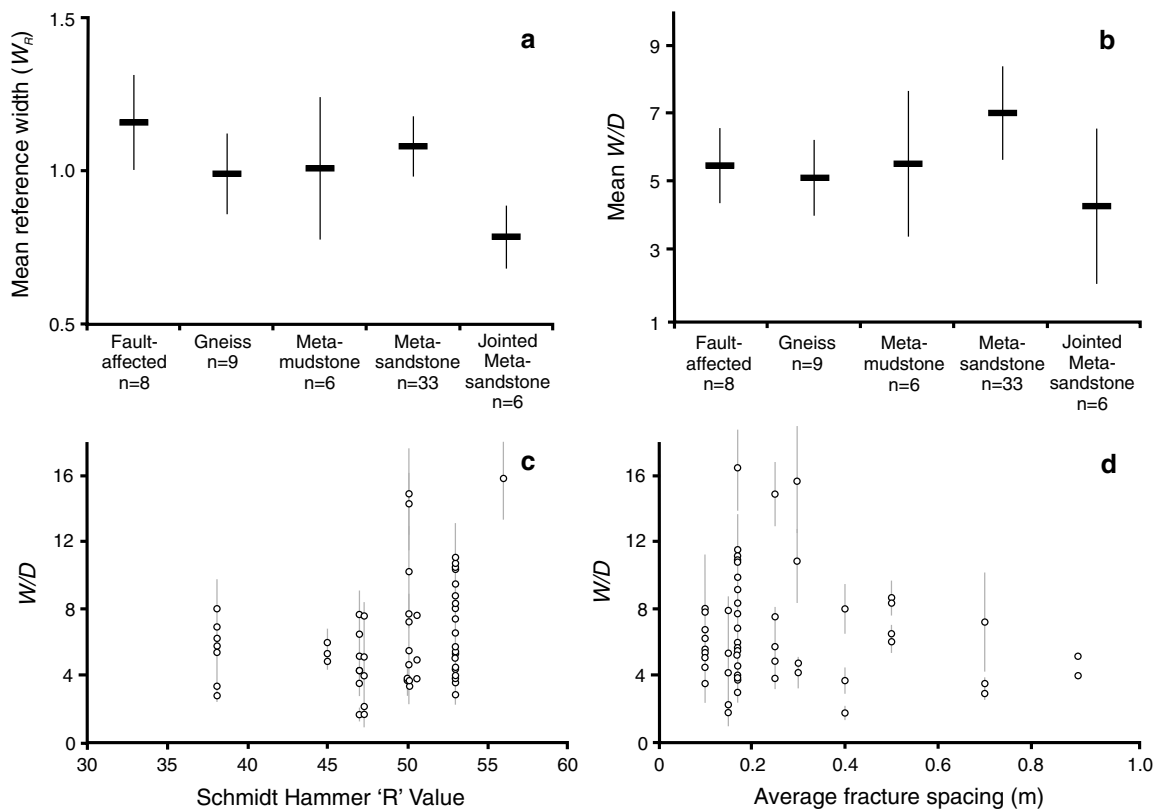 a
Mean reference width (WR)
1.5
1.0
0.5
Fault-
affected
n=8
Gneiss
n=9
Meta-
mudstone
n=6
Meta-
sandstone
n=33
Jointed
Meta-
sandstone
n=6
b
Mean W/D
9
7
5
3
1
Fault-
affected
n=8
Gneiss
n=9
Meta-
mudstone
n=6
Meta-
sandstone
n=33
Jointed
Meta-
sandstone
n=6
c
W/D
16
12
8
4
0
30 35 40 45 50 55 60
Schmidt Hammer ‘R’ Value
d
W/D
16
12
8
4
0
0 0.2 0.4 0.6 0.8 1.0
Average fracture spacing (m)